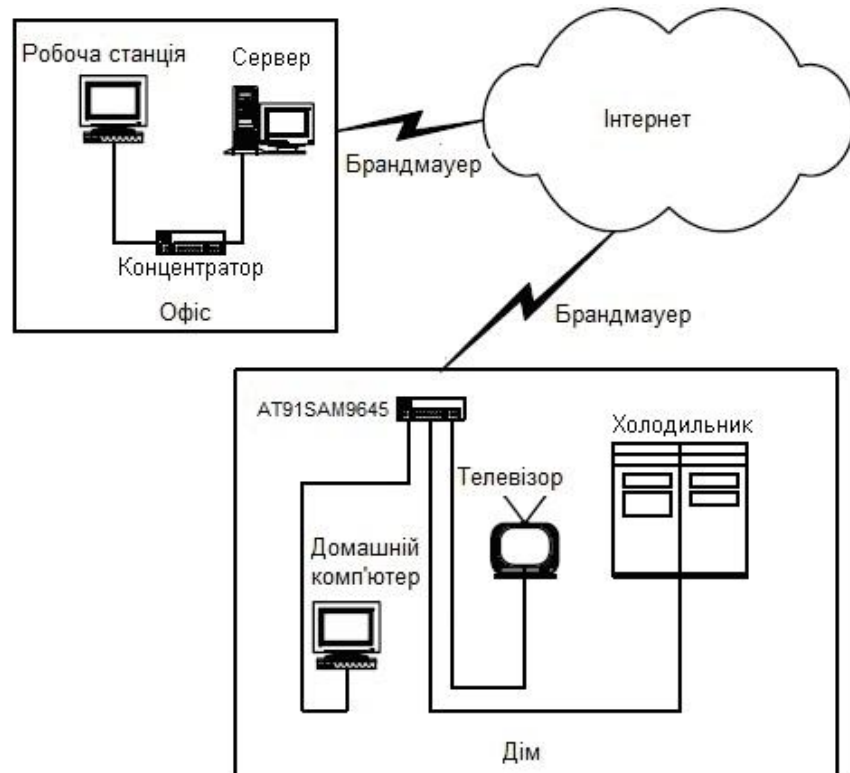 Робоча станція
Сервер
Концентратор
Офіс
Брандмауер
Інтернет
Брандмауер
AT91SAM9645
Холодильник
Телевізор
Домашній
комп'ютер
Дім